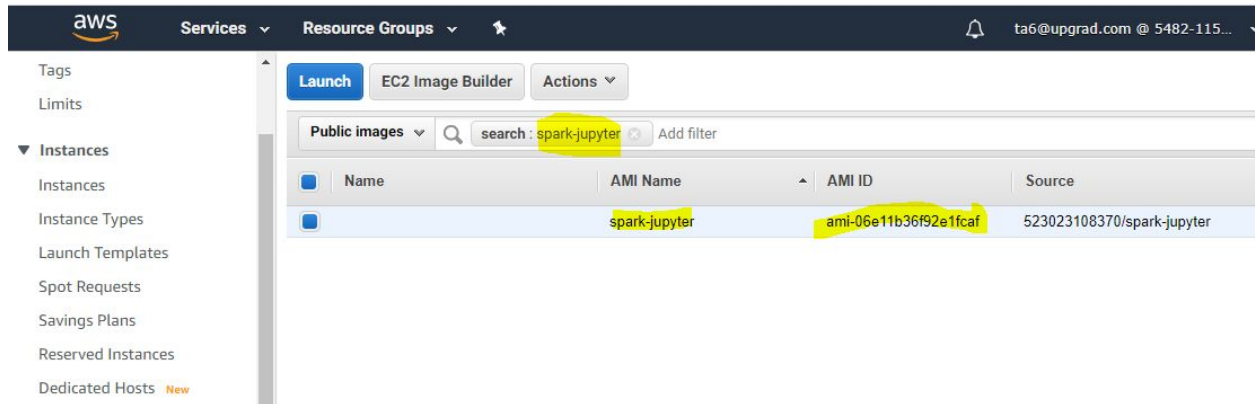 aws Services Resource Groups ta6@upgrad.com @ 5482-115...
Tags
Limits
Instances
Instances
Instance Types
Launch Templates
Spot Requests
Savings Plans
Reserved Instances
Dedicated Hosts New
Launch EC2 Image Builder Actions
Public images search : spark-jupyter Add filter
Name AMI Name AMI ID Source
spark-jupyter ami-06e11b36f92e1fcaf 523023108370/spark-jupyter